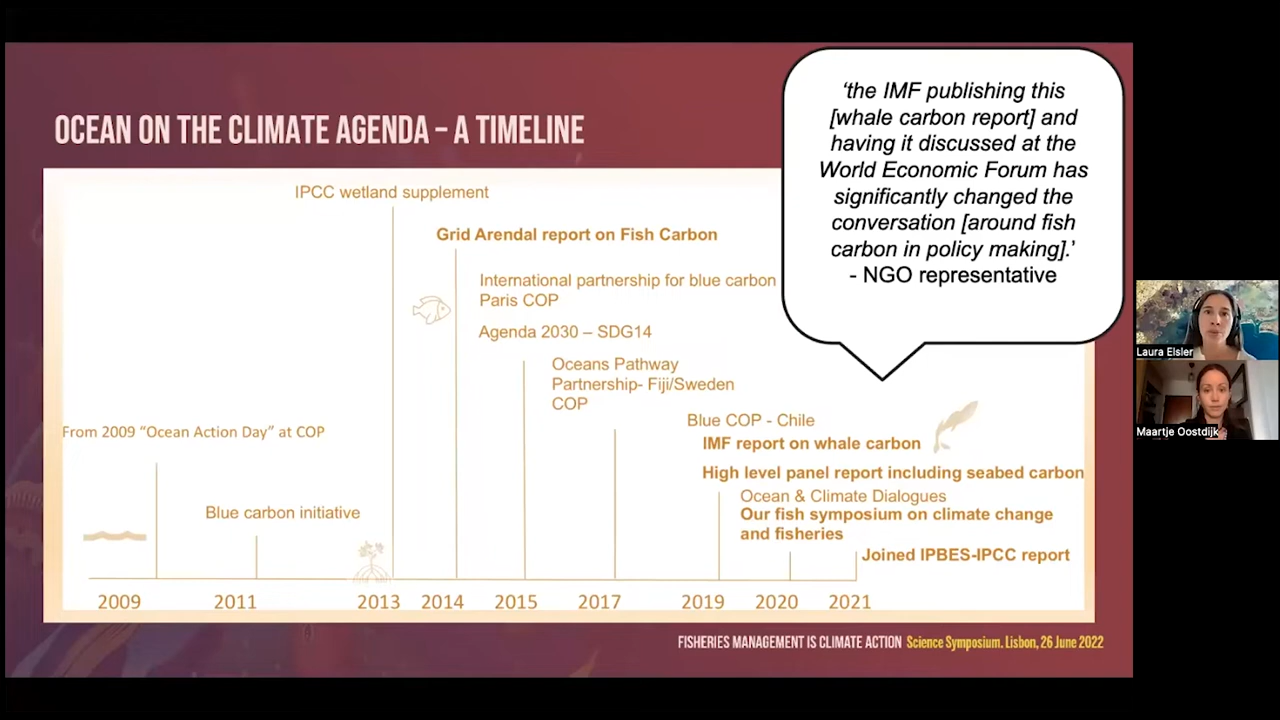 OCEAN ON THE CLIMATE AGENDA – A TIMELINE
‘the IMF publishing this
[whale carbon report] and
having it discussed at the
World Economic Forum has
significantly changed the
conversation [around fish
carbon in policy making].’
- NGO representative
IPCC wetland supplement
Grid Arendal report on Fish Carbon
International partnership for blue carbon
Paris COP
Agenda 2030 – SDG14
Oceans Pathway
Partnership- Fiji/Sweden
COP
Blue COP - Chile
From 2009 “Ocean Action Day” at COP
IMF report on whale carbon
High level panel report including seabed carbon
Ocean & Climate Dialogues
Blue carbon initiative
Our fish symposium on climate change
and fisheries
Joined IPBES-IPCC report
2009 2011 2013 2014 2015 2017 2019 2020 2021
FISHERIES MANAGEMENT IS CLIMATE ACTION Science Symposium. Lisbon, 26 June 2022
Laura Elsler
Maartje Oostdijk